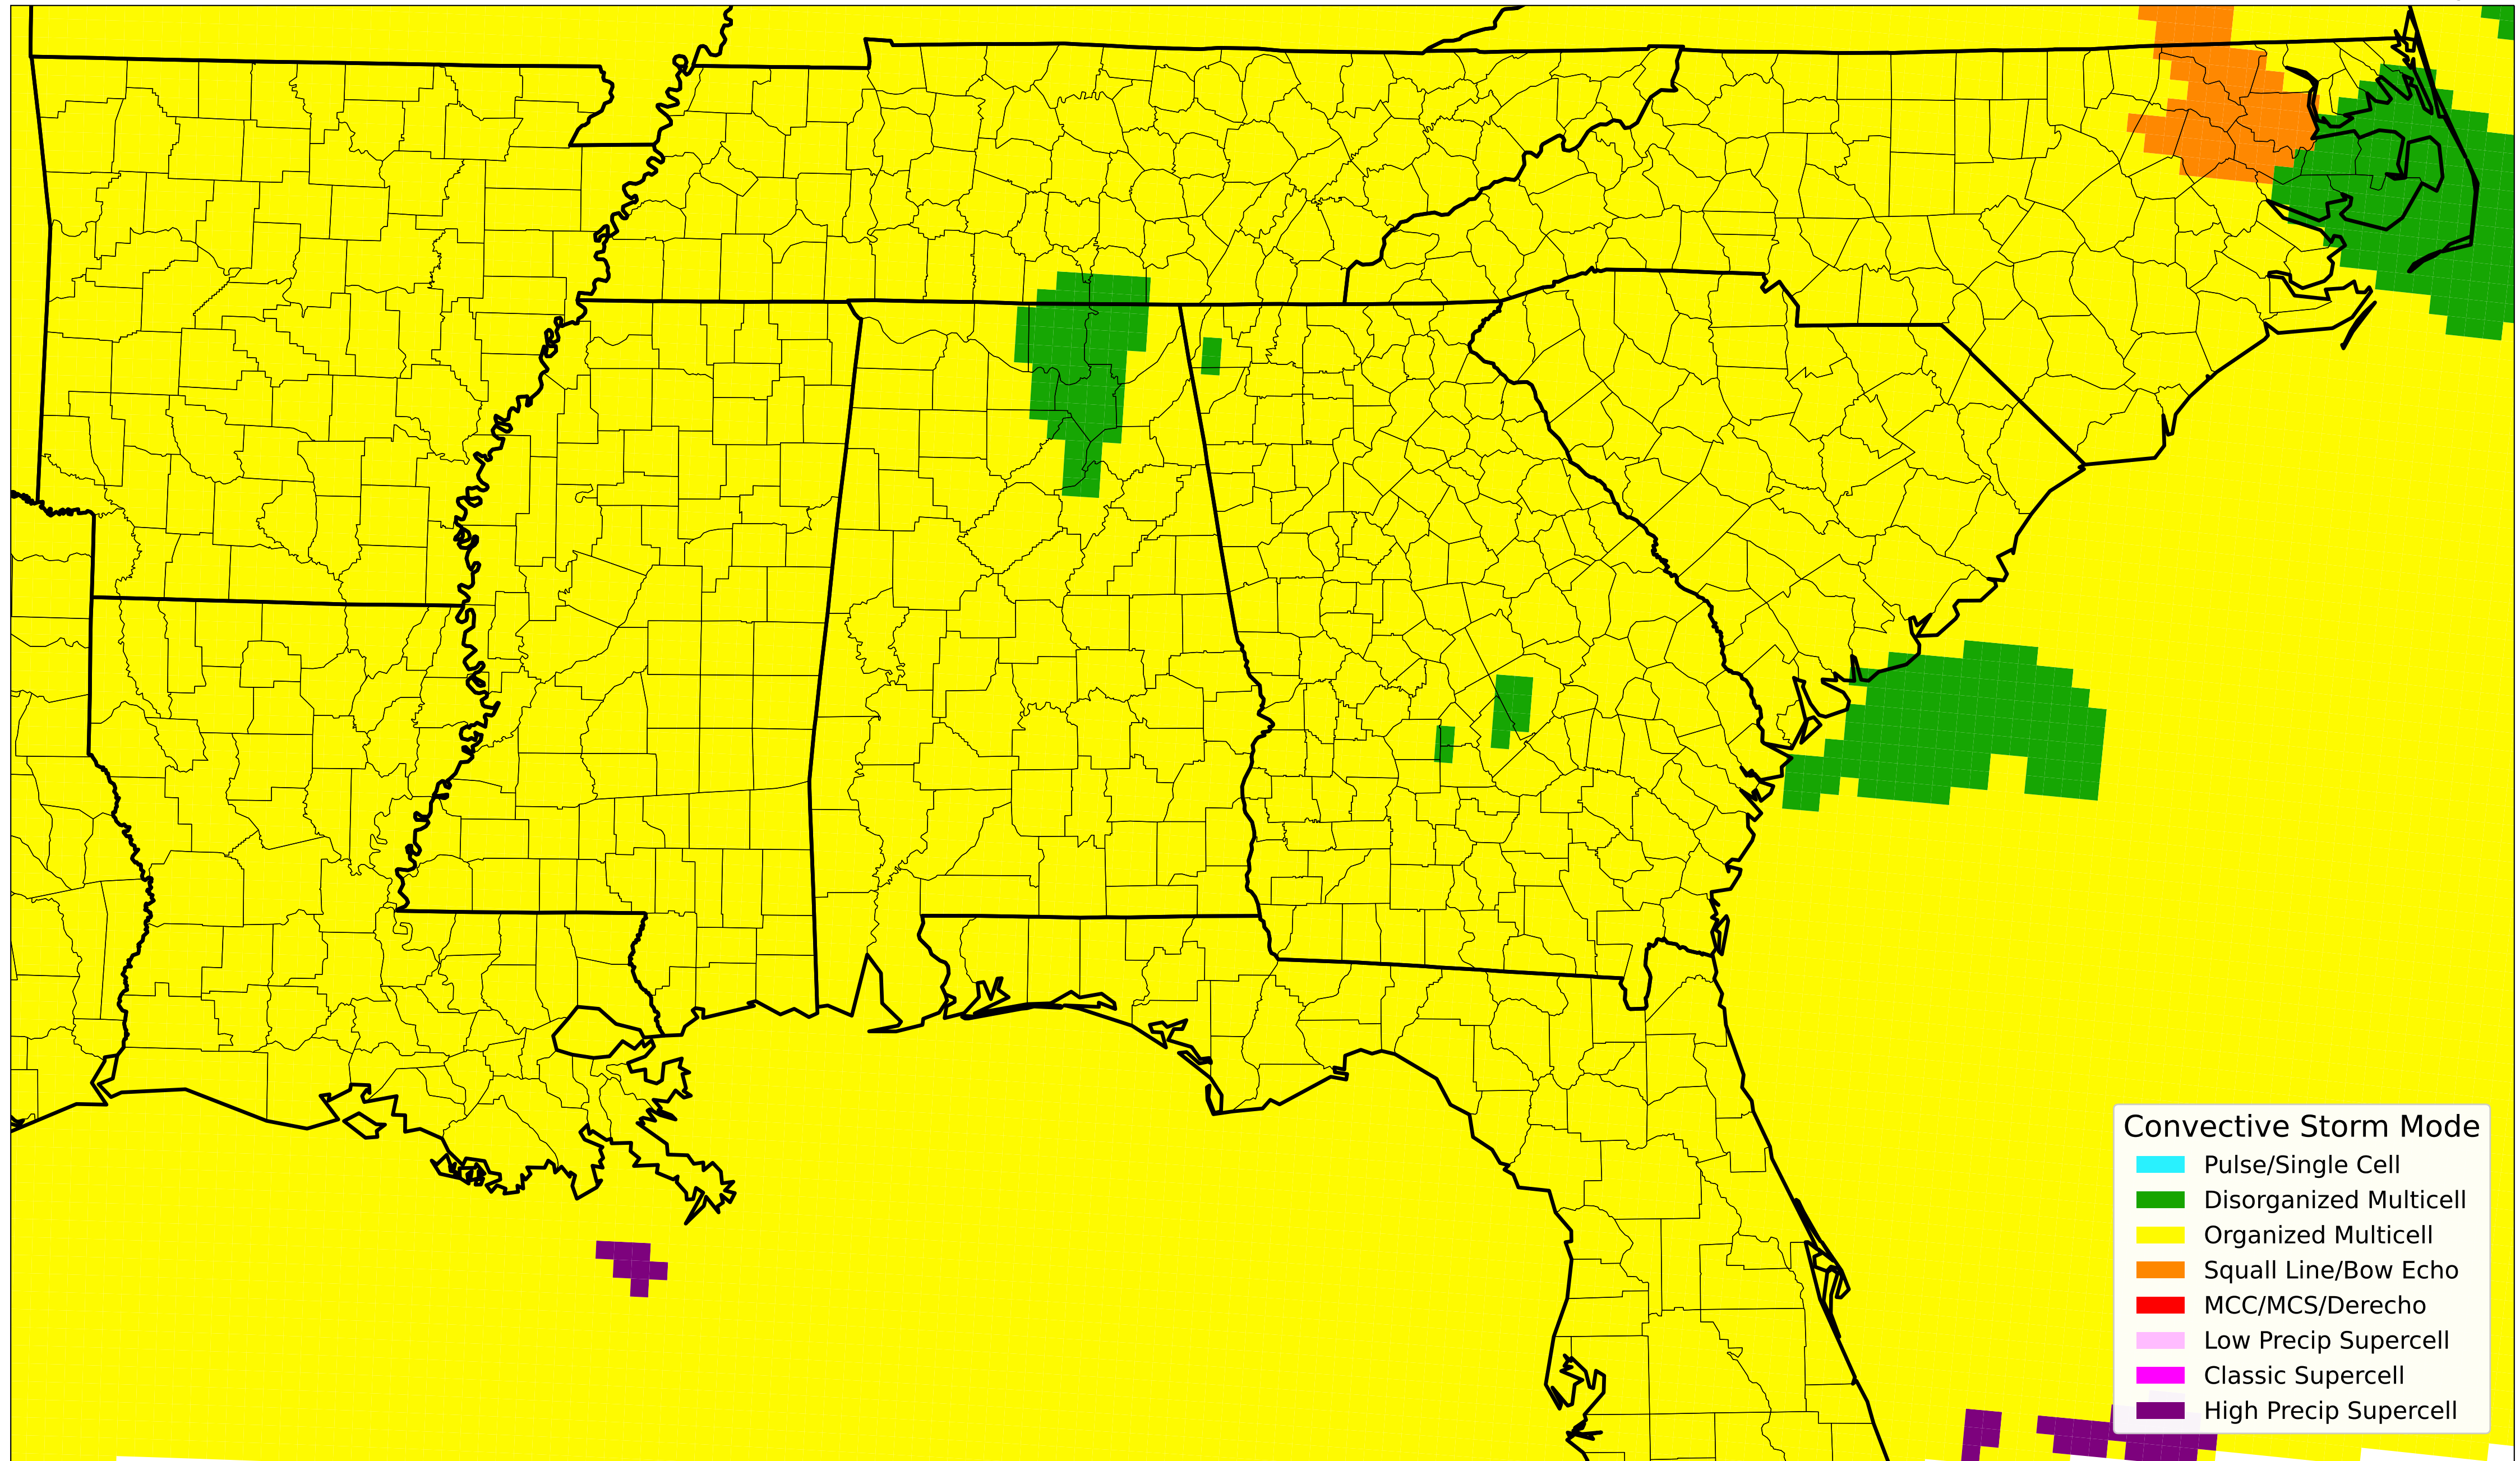 Convective Storm Mode
Pulse/Single Cell
Disorganized Multicell
Organized Multicell
Squall Line/Bow Echo
MCC/MCS/Derecho
Low Precip Supercell
Classic Supercell
High Precip Supercell